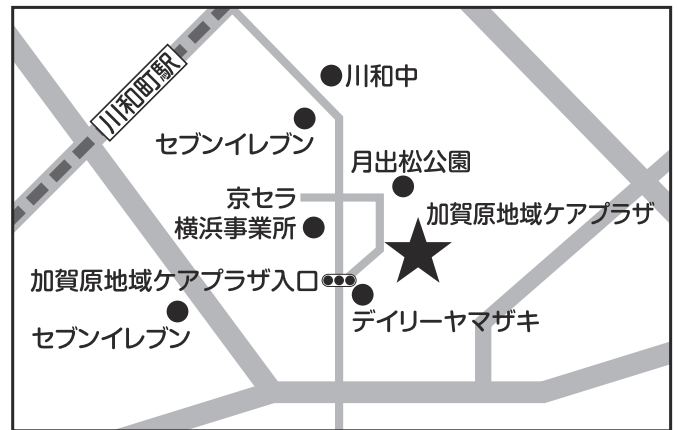 川和町駅
川和中
セブンイレブン
月出松公園
京セラ
横浜事業所
加賀原地域ケアプラザ
加賀原地域ケアプラザ入口
デイリーヤマザキ
セブンイレブン